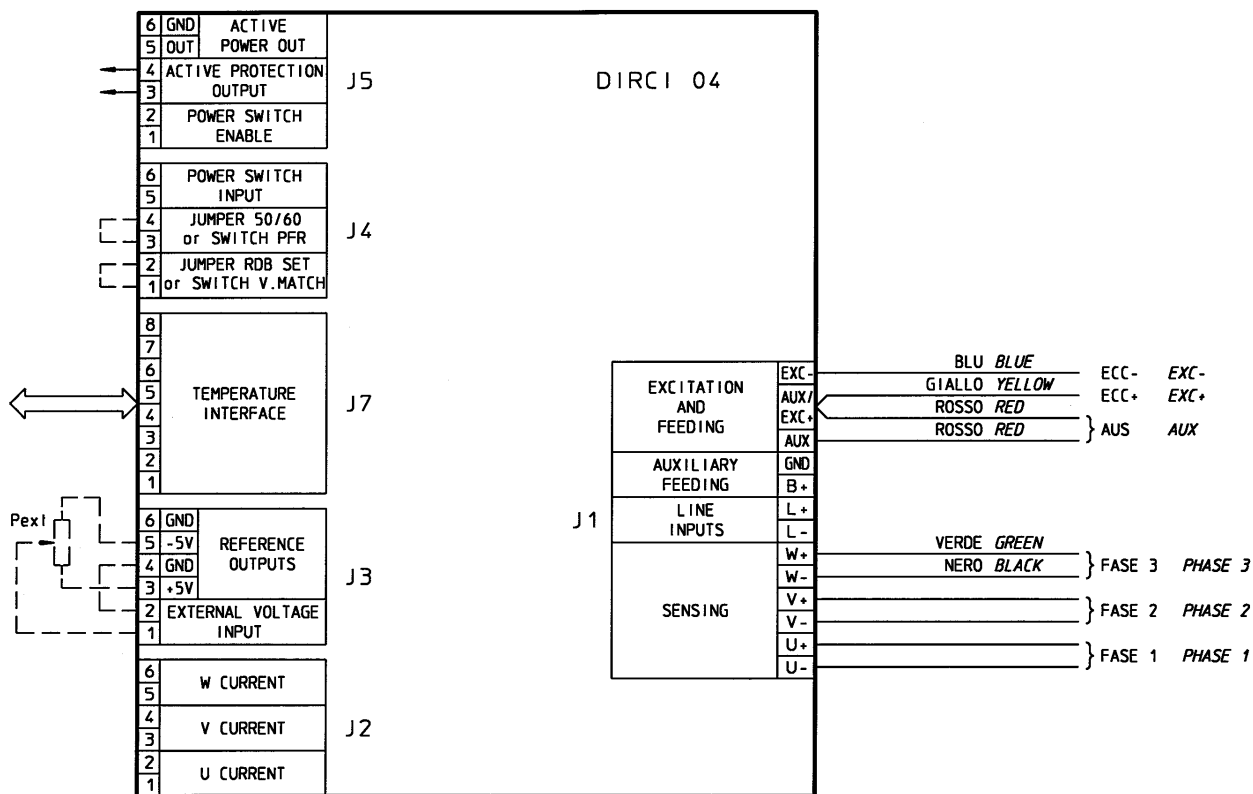 DIRCI 04
6 GND ACTIVE
5 OUT POWER OUT
4 ACTIVE PROTECTION
3 OUTPUT
2 POWER SWITCH
1 ENABLE
J5
6 POWER SWITCH
5 INPUT
4 JUMPER 50/60
3 or SWITCH PFR
2 JUMPER RDB SET
1 or SWITCH V.MATCH
J4
8
7
6
5 TEMPERATURE
4 INTERFACE
3
2
1
J7
Pext
6 GND
5 -5V REFERENCE
4 GND OUTPUTS
3 +5V
2 EXTERNAL VOLTAGE
1 INPUT
J3
6 W CURRENT
5
4 V CURRENT
3
2 U CURRENT
1
J2
J1
EXCITATION
AND
FEEDING
EXC-
AUX/
EXC+
AUX
AUXILIARY
FEEDING
GND
B+
LINE
INPUTS
L+
L-
SENSING
W+
W-
V+
V-
U+
U-
BLU BLUE ECC- EXC-
GIALLO YELLOW ECC+ EXC+
ROSSO RED
ROSSO RED AUS AUX
VERDE GREEN
NERO BLACK FASE 3 PHASE 3
FASE 2 PHASE 2
FASE 1 PHASE 1